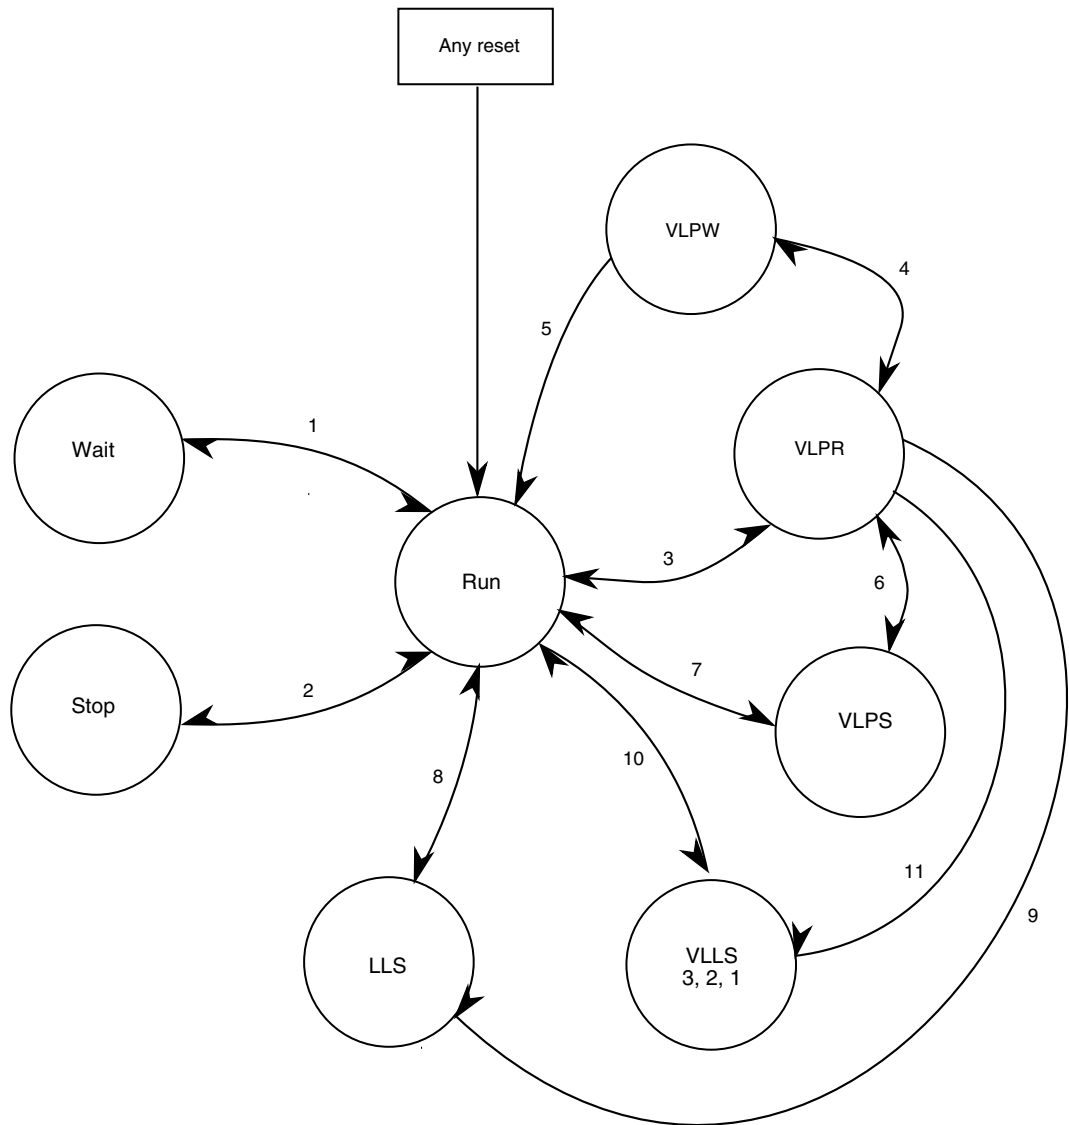 Any reset
VLPW
4
5
Wait
1
VLPR
3
Run
6
Stop
2
7
VLPS
10
8
11
9
LLS
VLLS
3, 2, 1